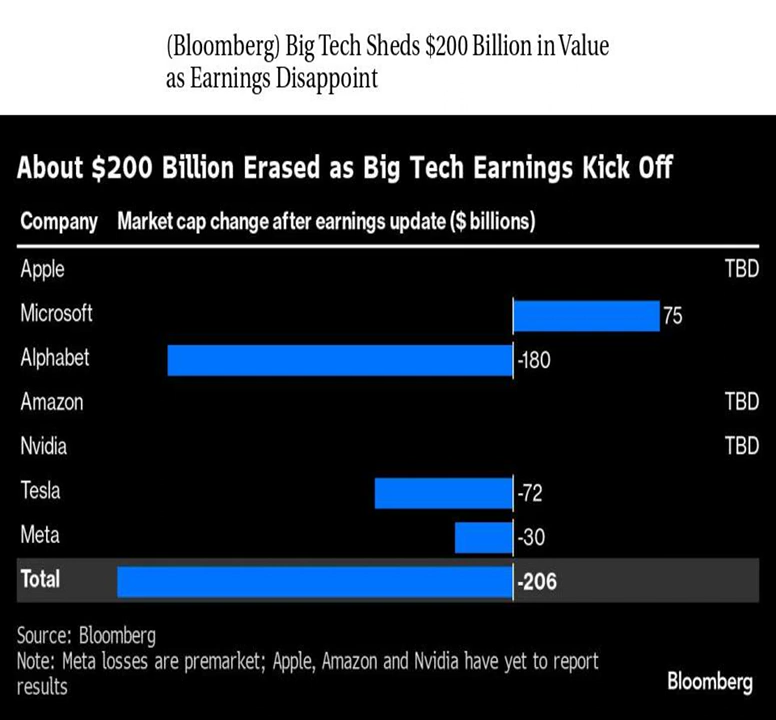 (Bloomberg) Big Tech Sheds $200 Billion in Value
as Earnings Disappoint
About $200 Billion Erased as Big Tech Earnings Kick Off
Company Market cap change after earnings update ($ billions)
Apple TBD
Microsoft 75
Alphabet -180
Amazon TBD
Nvidia TBD
Tesla -72
Meta -30
Total -206
Source: Bloomberg
Note: Meta losses are premarket; Apple, Amazon and Nvidia have yet to report
results
Bloomberg